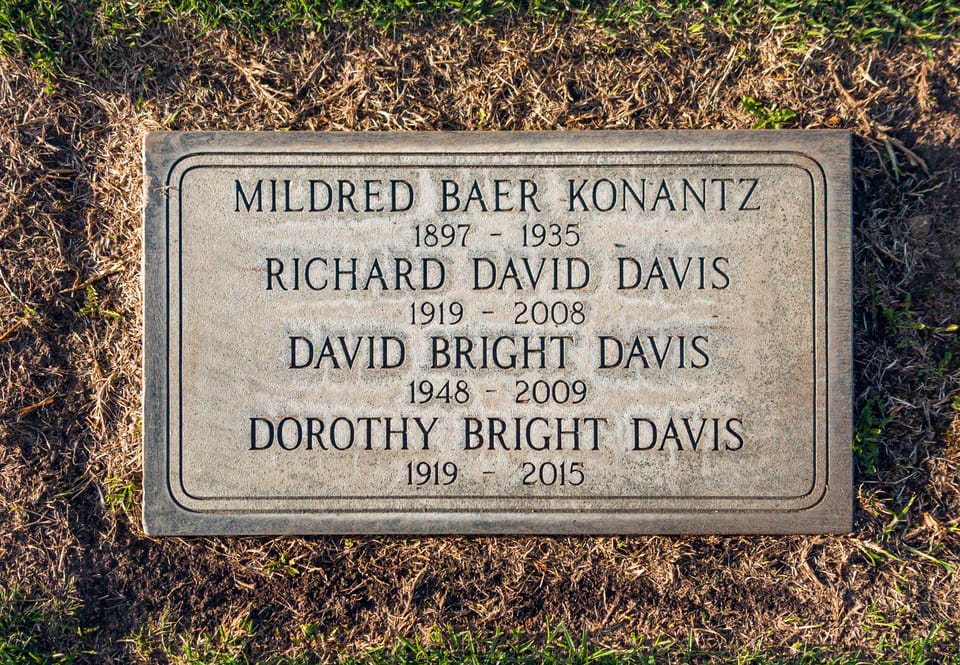 MILDRED BAER KONANTZ
1897 - 1935
RICHARD DAVID DAVIS
1919 - 2008
DAVID BRIGHT DAVIS
1948 - 2009
DOROTHY BRIGHT DAVIS
1919 - 2015